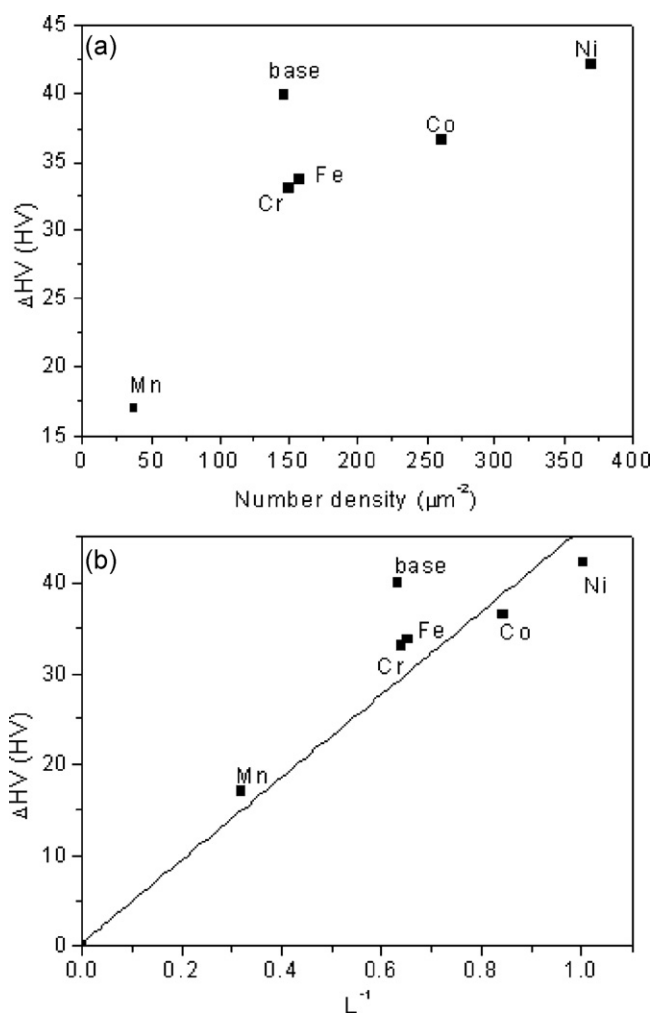 (a)
45
40
35
30
25
20
15
ΔHV (HV)
base
Ni
Co
Fe
Cr
Mn
0 50 100 150 200 250 300 350 400
Number density (μm⁻²)
(b)
40
30
20
10
0
ΔHV (HV)
base
Ni
Fe
Co
Cr
Mn
0.0 0.2 0.4 0.6 0.8 1.0
L⁻¹